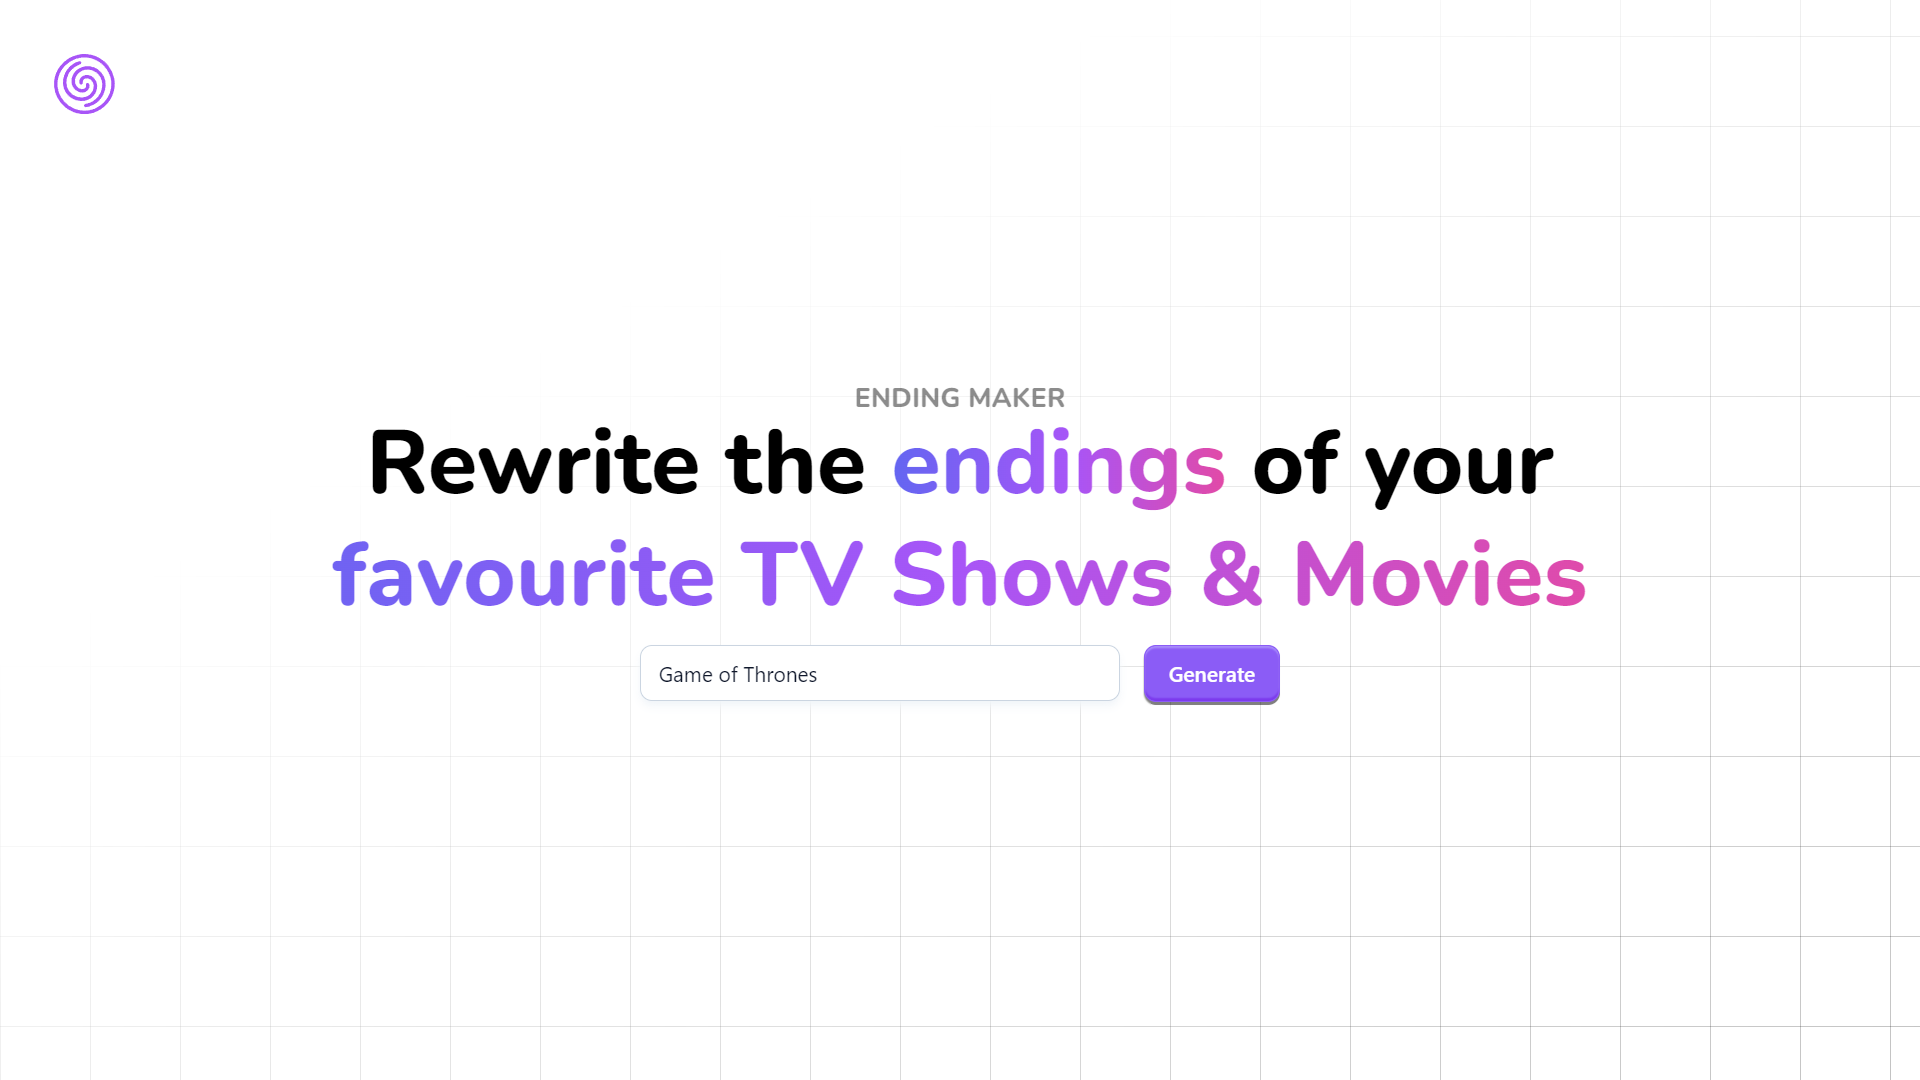 ENDING MAKER
Rewrite the endings of your
favourite TV Shows & Movies
Game of Thrones
Generate